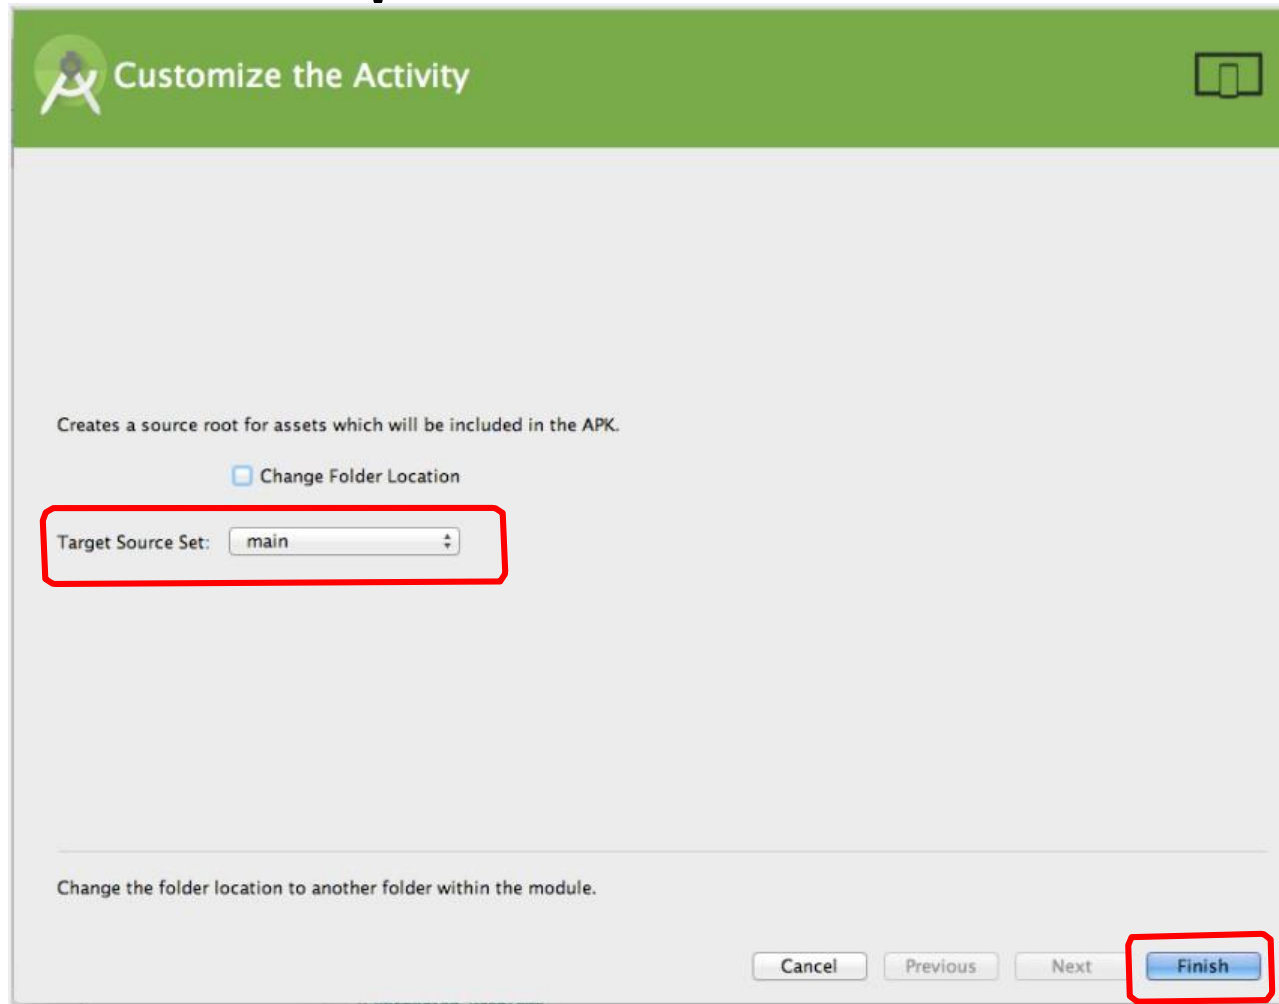 Customize the Activity
Creates a source root for assets which will be included in the APK.
Change Folder Location
Target Source Set: main
Change the folder location to another folder within the module.
Cancel Previous Next Finish